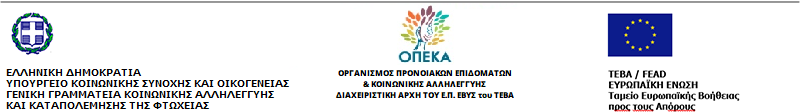 ΕΛΛΗΝΙΚΗ ΔΗΜΟΚΡΑΤΙΑ
ΥΠΟΥΡΓΕΙΟ ΚΟΙΝΩΝΙΚΗΣ ΣΥΝΟΧΗΣ ΚΑΙ ΟΙΚΟΓΕΝΕΙΑΣ
ΓΕΝΙΚΗ ΓΡΑΜΜΑΤΕΙΑ ΚΟΙΝΩΝΙΚΗΣ ΑΛΛΗΛΕΓΓΥΗΣ
ΚΑΙ ΚΑΤΑΠΟΛΕΜΗΣΗΣ ΤΗΣ ΦΤΩΧΕΙΑΣ
ΟΠΕΚΑ
ΟΡΓΑΝΙΣΜΟΣ ΠΡΟΝΟΙΑΚΩΝ ΕΠΙΔΟΜΑΤΩΝ
& ΚΟΙΝΩΝΙΚΗΣ ΑΛΛΗΛΕΓΓΥΗΣ
ΔΙΑΧΕΙΡΙΣΤΙΚΗ ΑΡΧΗ ΤΟΥ Ε.Π. ΕΒΥΣ του ΤΕΒΑ
ΤΕΒΑ / FEAD
ΕΥΡΩΠΑΪΚΗ ΕΝΩΣΗ
Ταμείο Ευρωπαϊκής Βοήθειας
προς τους Απόρους